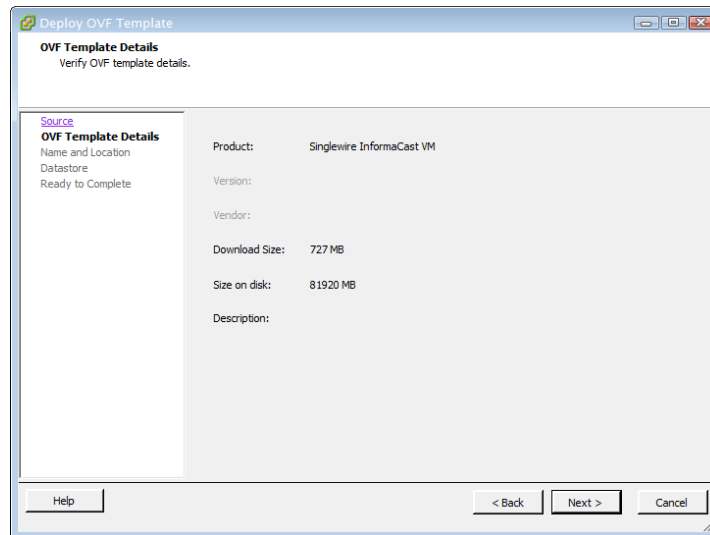 Deploy OVF Template
OVF Template Details
Verify OVF template details.
Source
OVF Template Details
Name and Location
Datastore
Ready to Complete
Product: Singlewire InformaCast VM
Version:
Vendor:
Download Size: 727 MB
Size on disk: 81920 MB
Description:
Help
< Back
Next >
Cancel